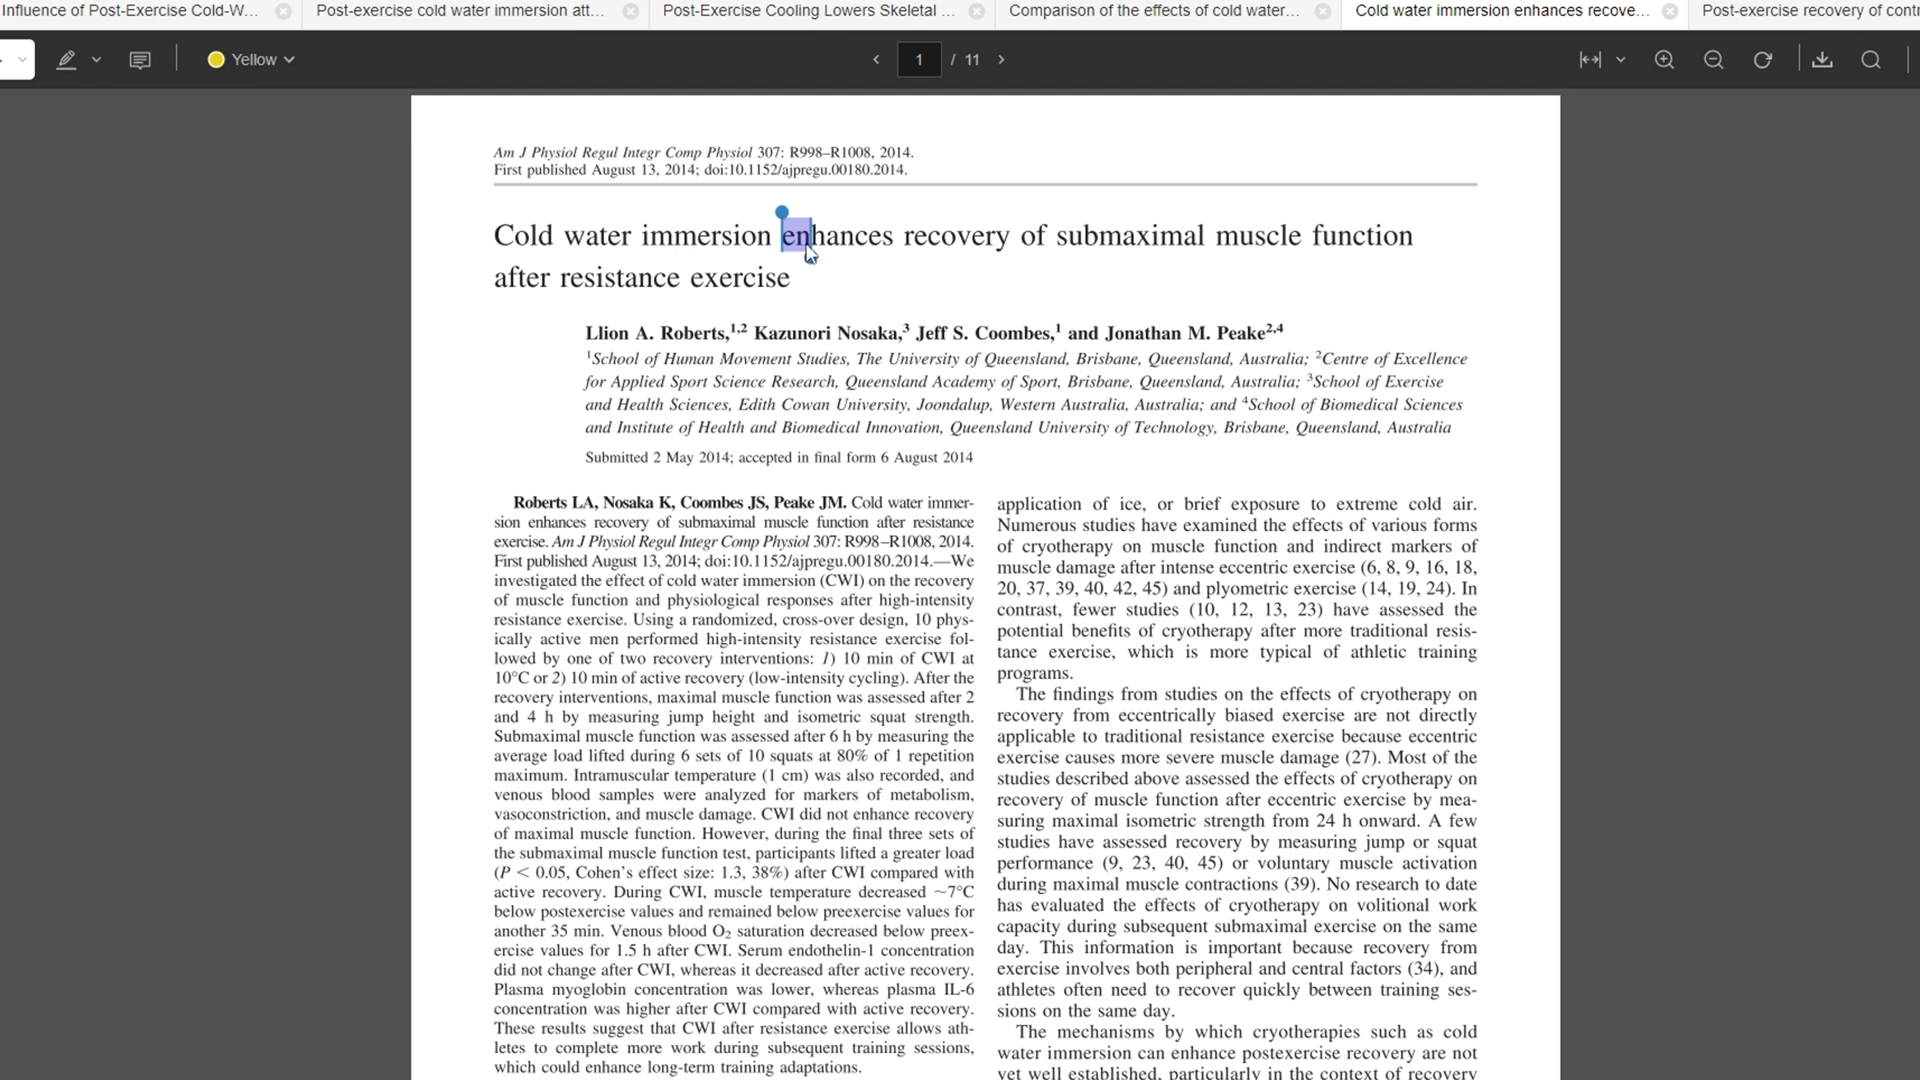 Influence of Post-Exercise Cold-W...
Post-exercise cold water immersion att...
Post-Exercise Cooling Lowers Skeletal ...
Comparison of the effects of cold water...
Cold water immersion enhances recove...
Post-exercise recovery of contr
Yellow
1 / 11
Am J Physiol Regul Integr Comp Physiol 307: R998–R1008, 2014.
First published August 13, 2014; doi:10.1152/ajpregu.00180.2014.
Cold water immersion enhances recovery of submaximal muscle function
after resistance exercise
Llion A. Roberts,1,2 Kazunori Nosaka,3 Jeff S. Coombes,1 and Jonathan M. Peake2,4
1School of Human Movement Studies, The University of Queensland, Brisbane, Queensland, Australia; 2Centre of Excellence
for Applied Sport Science Research, Queensland Academy of Sport, Brisbane, Queensland, Australia; 3School of Exercise
and Health Sciences, Edith Cowan University, Joondalup, Western Australia, Australia; and 4School of Biomedical Sciences
and Institute of Health and Biomedical Innovation, Queensland University of Technology, Brisbane, Queensland, Australia
Submitted 2 May 2014; accepted in final form 6 August 2014
Roberts LA, Nosaka K, Coombes JS, Peake JM. Cold water immer-
sion enhances recovery of submaximal muscle function after resistance
exercise. Am J Physiol Regul Integr Comp Physiol 307: R998–R1008, 2014.
First published August 13, 2014; doi:10.1152/ajpregu.00180.2014.—We
investigated the effect of cold water immersion (CWI) on the recovery
of muscle function and physiological responses after high-intensity
resistance exercise. Using a randomized, cross-over design, 10 phys-
ically active men performed high-intensity resistance exercise fol-
lowed by one of two recovery interventions: 1) 10 min of CWI at
10°C or 2) 10 min of active recovery (low-intensity cycling). After the
recovery interventions, maximal muscle function was assessed after 2
and 4 h by measuring jump height and isometric squat strength.
Submaximal muscle function was assessed after 6 h by measuring the
average load lifted during 6 sets of 10 squats at 80% of 1 repetition
maximum. Intramuscular temperature (1 cm) was also recorded, and
venous blood samples were analyzed for markers of metabolism,
vasoconstriction, and muscle damage. CWI did not enhance recovery
of maximal muscle function. However, during the final three sets of
the submaximal muscle function test, participants lifted a greater load
(P < 0.05, Cohen's effect size: 1.3, 38%) after CWI compared with
active recovery. During CWI, muscle temperature decreased ~7°C
below postexercise values and remained below preexercise values for
another 35 min. Venous blood O2 saturation decreased below preex-
ercise values for 1.5 h after CWI. Serum endothelin-1 concentration
did not change after CWI, whereas it decreased after active recovery.
Plasma myoglobin concentration was lower, whereas plasma IL-6
concentration was higher after CWI compared with active recovery.
These results suggest that CWI after resistance exercise allows ath-
letes to complete more work during subsequent training sessions,
which could enhance long-term training adaptations.
application of ice, or brief exposure to extreme cold air.
Numerous studies have examined the effects of various forms
of cryotherapy on muscle function and indirect markers of
muscle damage after intense eccentric exercise (6, 8, 9, 16, 18,
20, 37, 39, 40, 42, 45) and plyometric exercise (14, 19, 24). In
contrast, fewer studies (10, 12, 13, 23) have assessed the
potential benefits of cryotherapy after more traditional resis-
tance exercise, which is more typical of athletic training
programs.
The findings from studies on the effects of cryotherapy on
recovery from eccentrically biased exercise are not directly
applicable to traditional resistance exercise because eccentric
exercise causes more severe muscle damage (27). Most of the
studies described above assessed the effects of cryotherapy on
recovery of muscle function after eccentric exercise by mea-
suring maximal isometric strength from 24 h onward. A few
studies have assessed recovery by measuring jump or squat
performance (9, 23, 40, 45) or voluntary muscle activation
during maximal muscle contractions (39). No research to date
has evaluated the effects of cryotherapy on volitional work
capacity during subsequent submaximal exercise on the same
day. This information is important because recovery from
exercise involves both peripheral and central factors (34), and
athletes often need to recover quickly between training ses-
sions on the same day.
The mechanisms by which cryotherapies such as cold
water immersion can enhance postexercise recovery are not
yet well established, particularly in the context of recovery